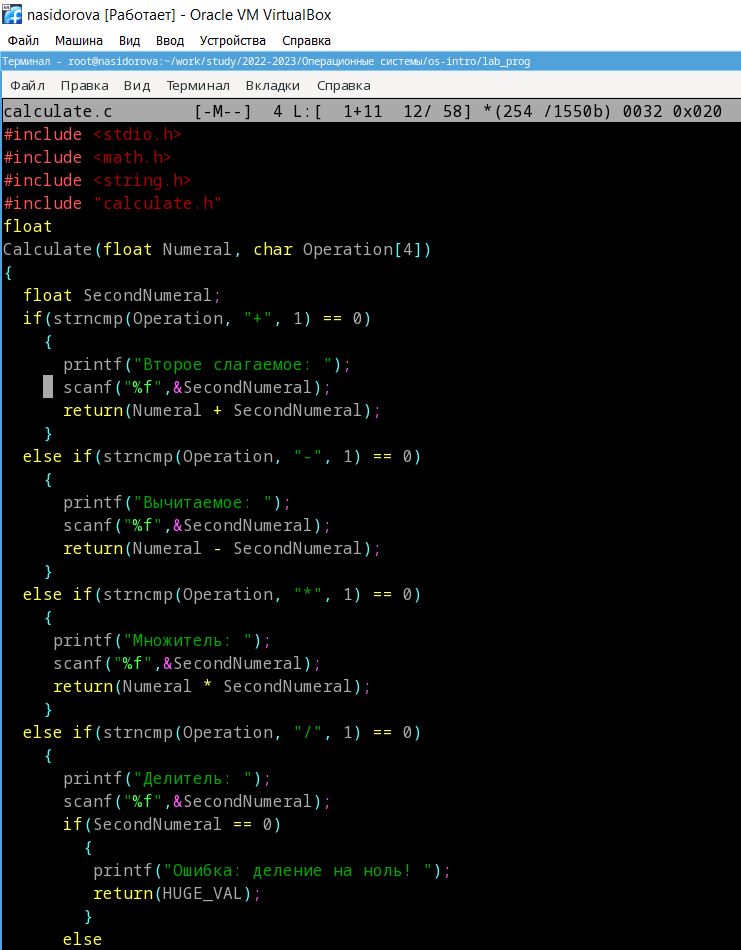 nasidorova [Работает] - Oracle VM VirtualBox
Файл Машина Вид Ввод Устройства Справка
Терминал - root@nasidorova:~/work/study/2022-2023/Операционные системы/os-intro/lab_prog
Файл Правка Вид Терминал Вкладки Справка
calculate.c [-M--] 4 L:[ 1+11 12/ 58] *(254 /1550b) 0032 0x020
#include <stdio.h>
#include <math.h>
#include <string.h>
#include "calculate.h"
float
Calculate(float Numeral, char Operation[4])
{
float SecondNumeral;
if(strncmp(Operation, "+", 1) == 0)
{
printf("Второе слагаемое: ");
scanf("%f",&SecondNumeral);
return(Numeral + SecondNumeral);
}
else if(strncmp(Operation, "-", 1) == 0)
{
printf("Вычитаемое: ");
scanf("%f",&SecondNumeral);
return(Numeral - SecondNumeral);
}
else if(strncmp(Operation, "*", 1) == 0)
{
printf("Множитель: ");
scanf("%f",&SecondNumeral);
return(Numeral * SecondNumeral);
}
else if(strncmp(Operation, "/", 1) == 0)
{
printf("Делитель: ");
scanf("%f",&SecondNumeral);
if(SecondNumeral == 0)
{
printf("Ошибка: деление на ноль! ");
return(HUGE_VAL);
}
else